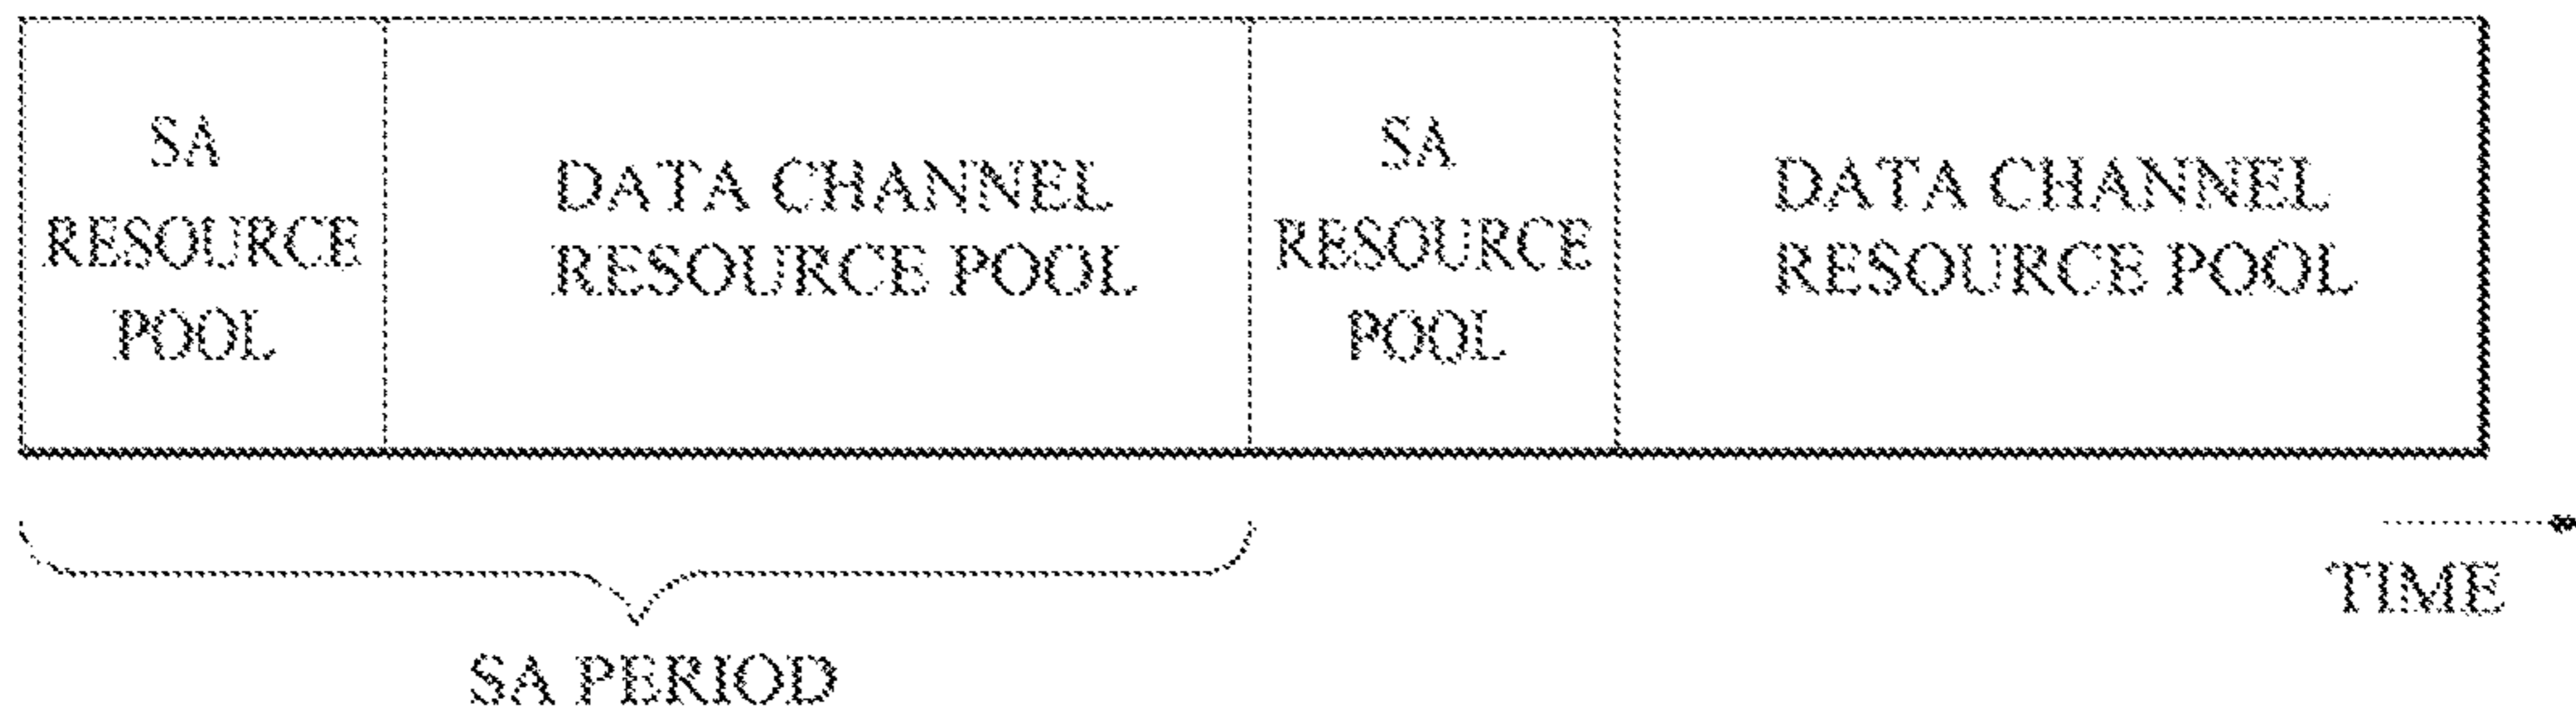 SA
RESOURCE
POOL
DATA CHANNEL
RESOURCE POOL
SA
RESOURCE
POOL
DATA CHANNEL
RESOURCE POOL
TIME
SA PERIOD